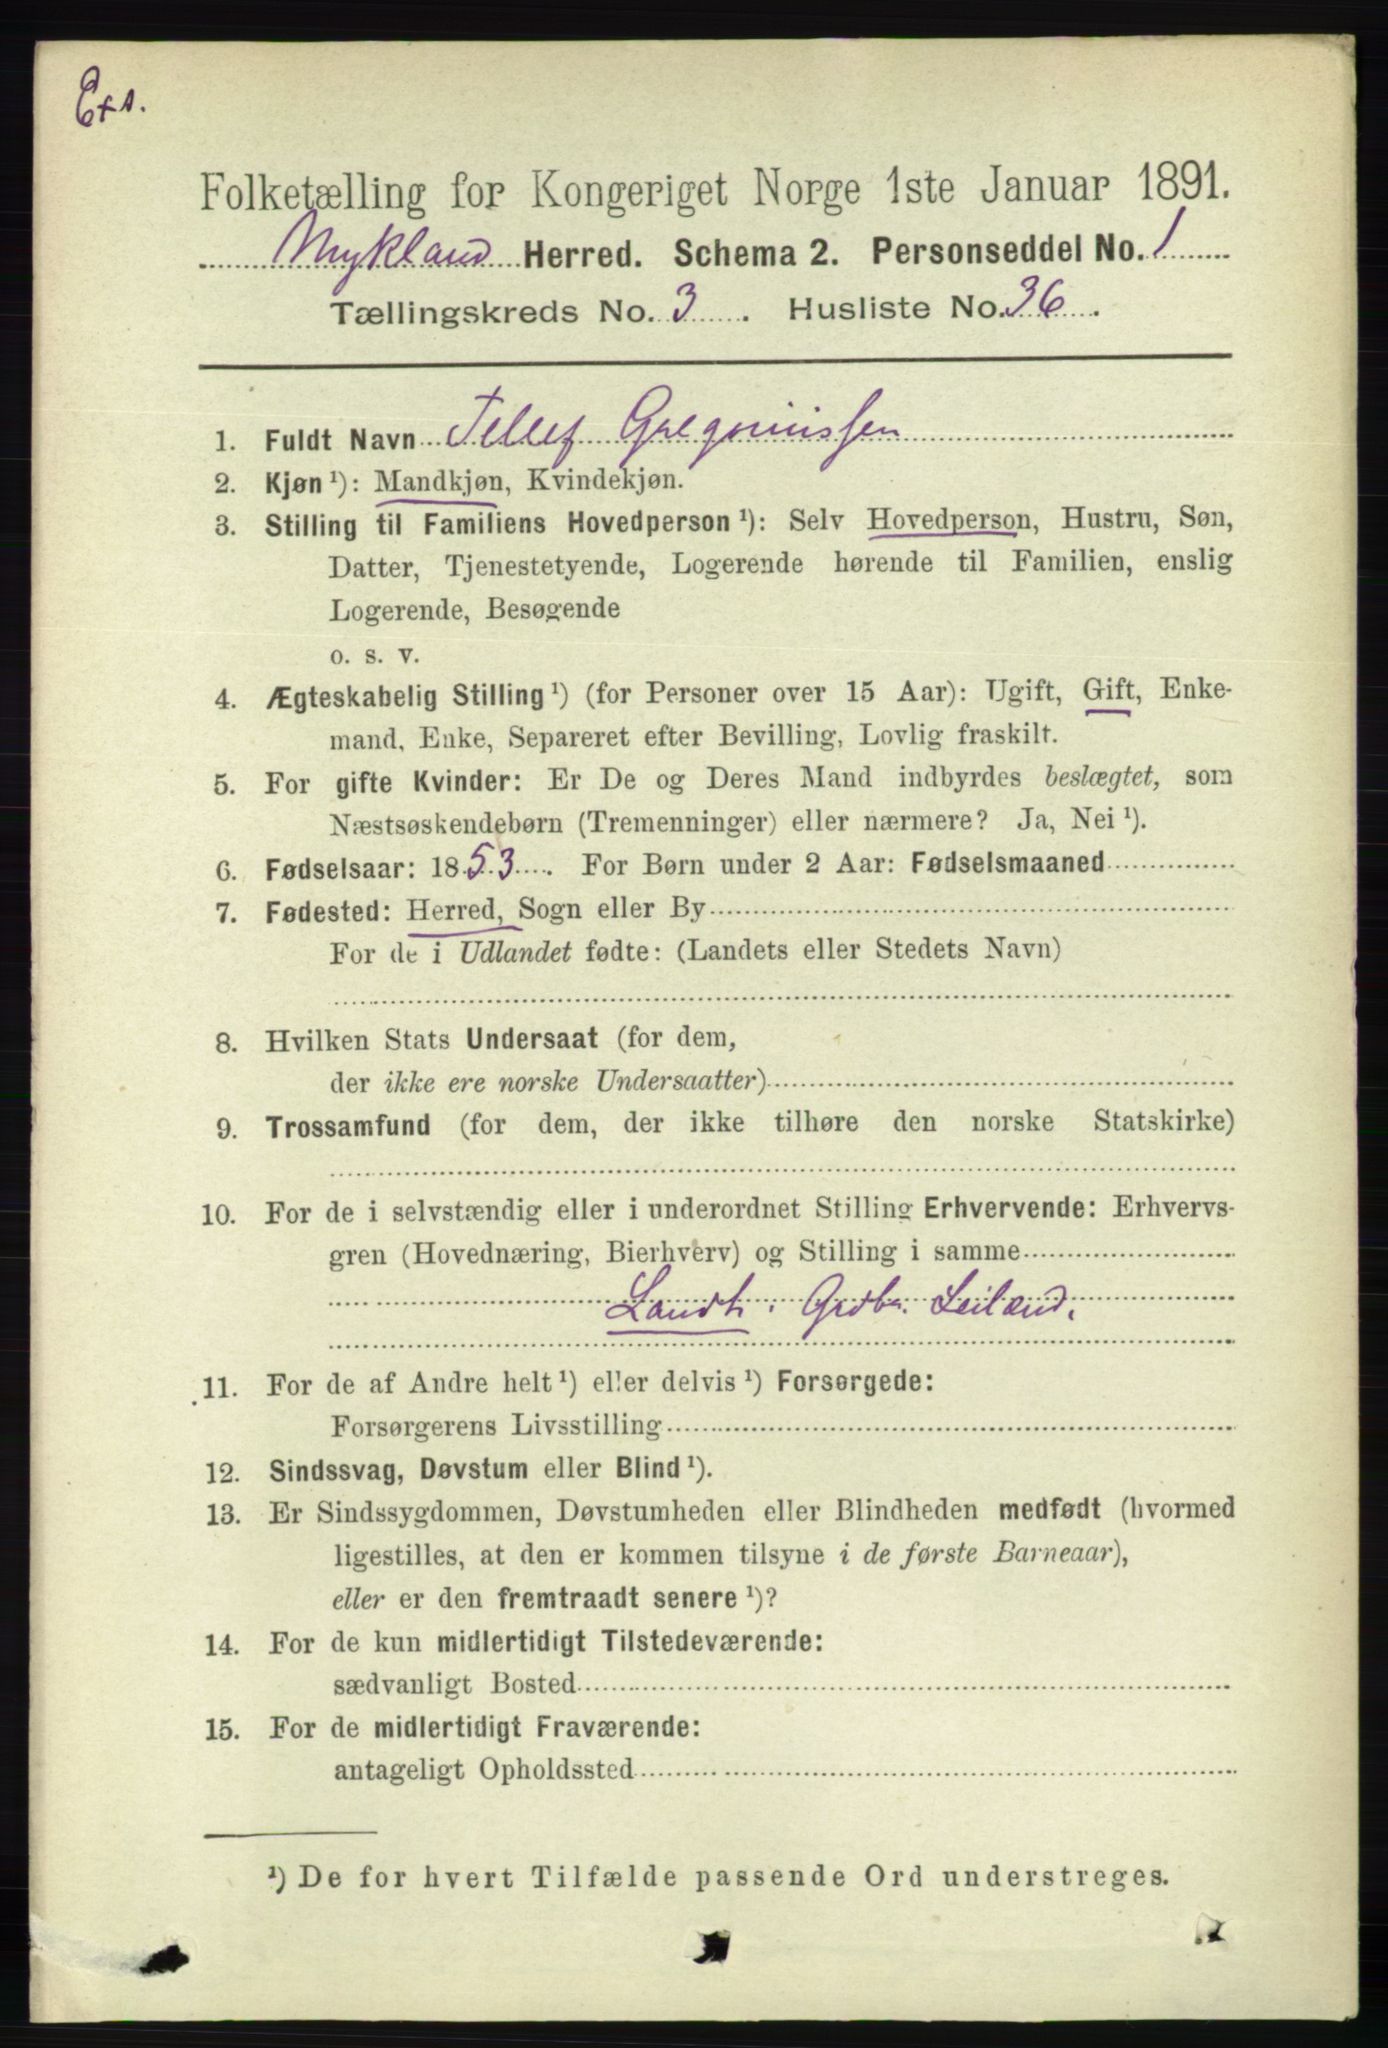 Exs.
Folketælling for Kongeriget Norge 1ste Januar 1891.
Mykland Herred. Schema 2. Personseddel No. 1
Tællingskreds No. 3. Husliste No. 36.
1. Fuldt Navn Tellef Gregoriussen
2. Kjøn ¹): Mandkjøn, Kvindekjøn.
3. Stilling til Familiens Hovedperson ¹): Selv Hovedperson, Hustru, Søn,
Datter, Tjenestetyende, Logerende hørende til Familien, enslig
Logerende, Besøgende
o. s. v.
4. Ægteskabelig Stilling ¹) (for Personer over 15 Aar): Ugift, Gift, Enke-
mand, Enke, Separeret efter Bevilling, Lovlig fraskilt.
5. For gifte Kvinder: Er De og Deres Mand indbyrdes beslægtet, som
Næstsøskendebørn (Tremenninger) eller nærmere? Ja, Nei ¹).
6. Fødselsaar: 1853. For Børn under 2 Aar: Fødselsmaaned
7. Fødested: Herred, Sogn eller By
For de i Udlandet fødte: (Landets eller Stedets Navn)
8. Hvilken Stats Undersaat (for dem,
der ikke ere norske Undersaatter)
9. Trossamfund (for dem, der ikke tilhøre den norske Statskirke)
10. For de i selvstændig eller i underordnet Stilling Erhvervende: Erhvervs-
gren (Hovednæring, Bierhverv) og Stilling i samme
Landh. Grdbr. Leilænd.
11. For de af Andre helt ¹) eller delvis ¹) Forsørgede:
Forsørgerens Livsstilling
12. Sindssvag, Døvstum eller Blind ¹).
13. Er Sindssygdommen, Døvstumheden eller Blindheden medfødt (hvormed
ligestilles, at den er kommen tilsyne i de første Barneaar),
eller er den fremtraadt senere ¹)?
14. For de kun midlertidigt Tilstedeværende:
sædvanligt Bosted
15. For de midlertidigt Fraværende:
antageligt Opholdssted
¹) De for hvert Tilfælde passende Ord understreges.